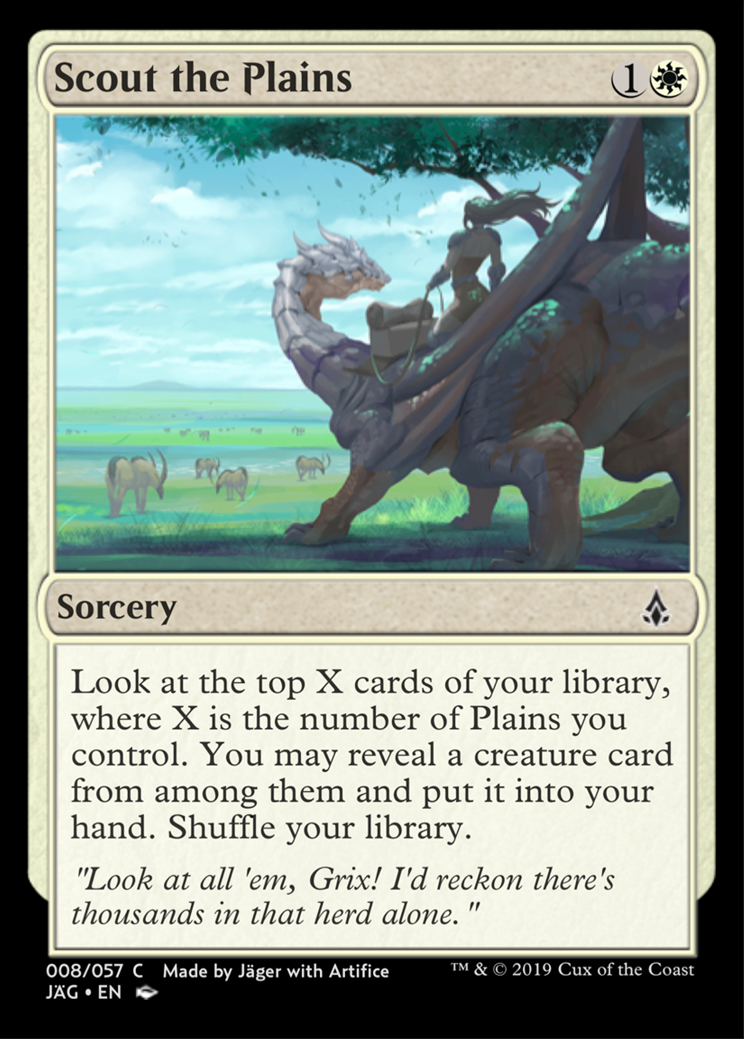 Scout the Plains 1
Sorcery
Look at the top X cards of your library,
where X is the number of Plains you
control. You may reveal a creature card
from among them and put it into your
hand. Shuffle your library.
"Look at all 'em, Grix! I'd reckon there's
thousands in that herd alone."
008/057 C Made by Jäger with Artifice ™ & © 2019 Cux of the Coast
JÄG • EN